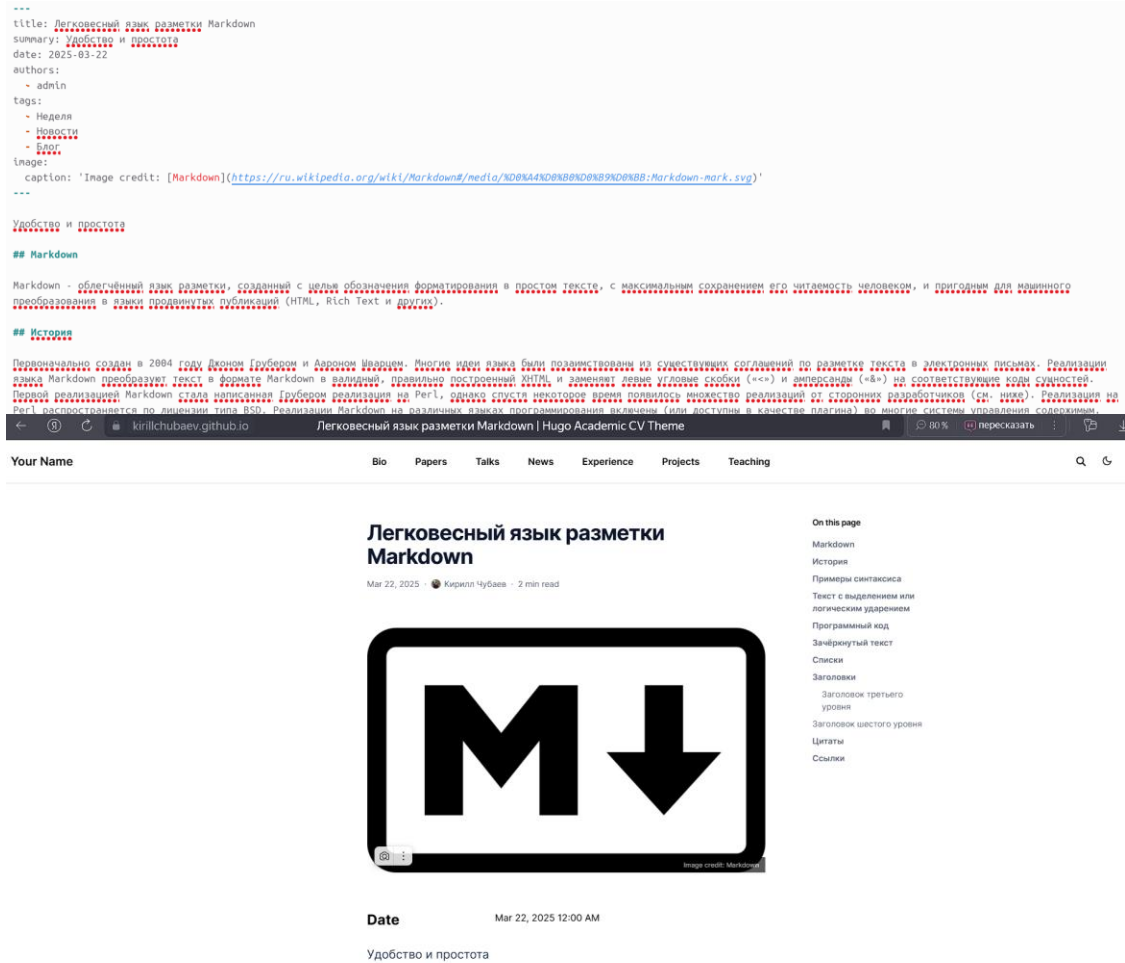 ---
title: Легковесный язык разметки Markdown
summary: Удобство и простота
date: 2025-03-22
authors:
- admin
tags:
- Неделя
- Новости
- Блог
image:
caption: 'Image credit: [Markdown](https://ru.wikipedia.org/wiki/Markdown#/media/%D0%A4%D0%B0%D0%B9%D0%BB:Markdown-mark.svg)'
---
Удобство и простота
## Markdown
Markdown - облегчённый язык разметки, созданный с целью обозначения форматирования в простом тексте, с максимальным сохранением его читаемость человеком, и пригодным для машинного
преобразования в языки продвинутых публикаций (HTML, Rich Text и других).
## История
Первоначально создан в 2004 году Джоном Грубером и Аароном Шварцем. Многие идеи языка были позаимствованы из существующих соглашений по разметке текста в электронных письмах. Реализации
языка Markdown преобразуют текст в формате Markdown в валидный, правильно построенный XHTML и заменяют левые угловые скобки («<») и амперсанды («&») на соответствующие коды сущностей.
Первой реализацией Markdown стала написанная Грубером реализация на Perl, однако спустя некоторое время появилось множество реализаций от сторонних разработчиков (см. ниже). Реализация на
Perl распространяется по лицензии типа BSD. Реализации Markdown на различных языках программирования включены (или доступны в качестве плагина) во многие системы управления содержимым.
kirillchubaev.github.io Легковесный язык разметки Markdown | Hugo Academic CV Theme 80 % пересказать
Your Name Bio Papers Talks News Experience Projects Teaching
Легковесный язык разметки
Markdown
Mar 22, 2025 · Кирилл Чубаев · 2 min read
On this page
Markdown
История
Примеры синтаксиса
Текст с выделением или
логическим ударением
Программный код
Зачёркнутый текст
Списки
Заголовки
Заголовок третьего
уровня
Заголовок шестого уровня
Цитаты
Ссылки
M
Image credit: Markdown
Date Mar 22, 2025 12:00 AM
Удобство и простота